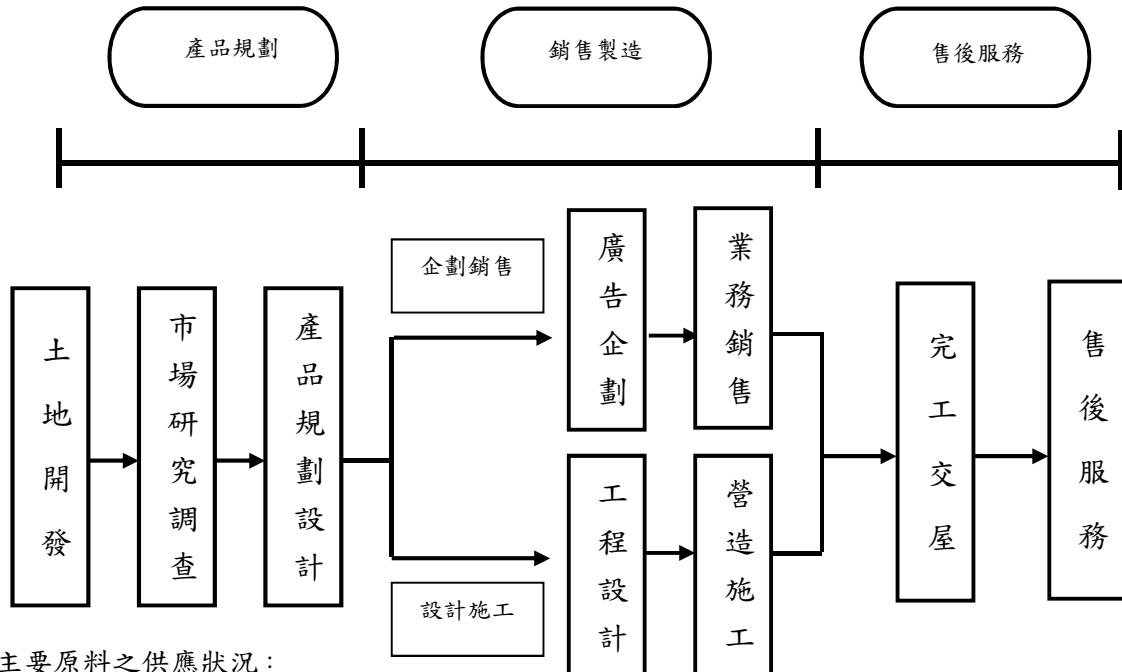 產品規劃
銷售製造
售後服務
土地開發
市場研究調查
產品規劃設計
企劃銷售
廣告企劃
業務銷售
設計施工
工程設計
營造施工
完工交屋
售後服務
主要原料之供應狀況：